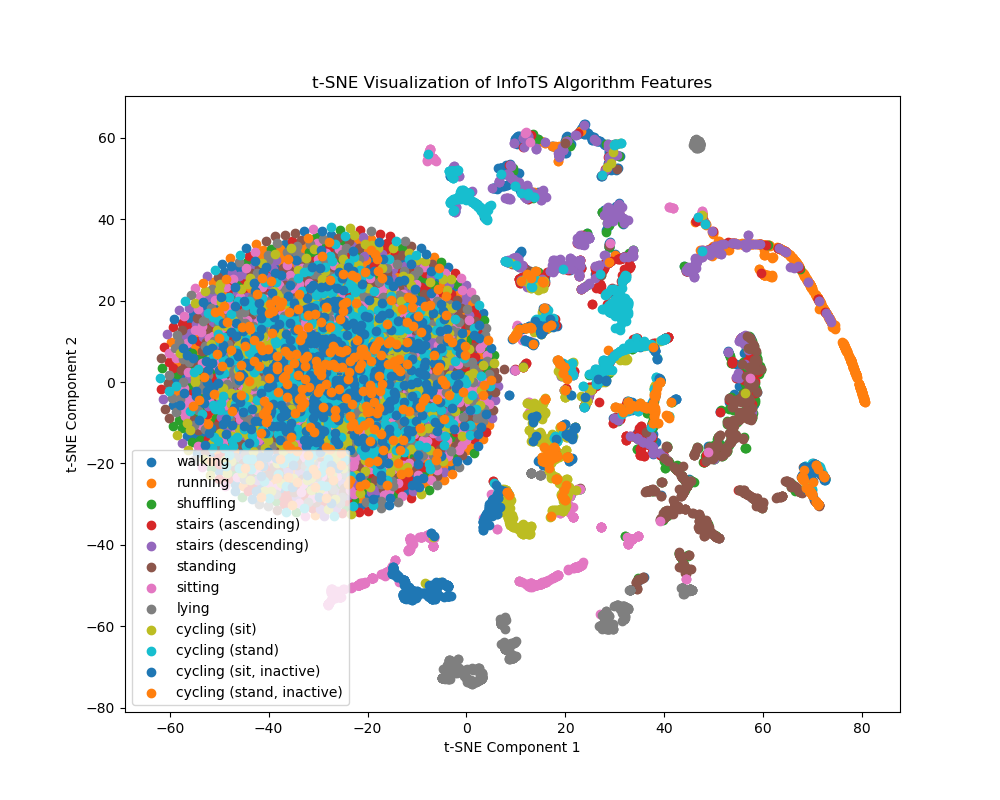 t-SNE Visualization of InfoTS Algorithm Features
60
40
20
0
−20
−40
−60
−80
t-SNE Component 2
walking
running
shuffling
stairs (ascending)
stairs (descending)
standing
sitting
lying
cycling (sit)
cycling (stand)
cycling (sit, inactive)
cycling (stand, inactive)
−60 −40 −20 0 20 40 60 80
t-SNE Component 1